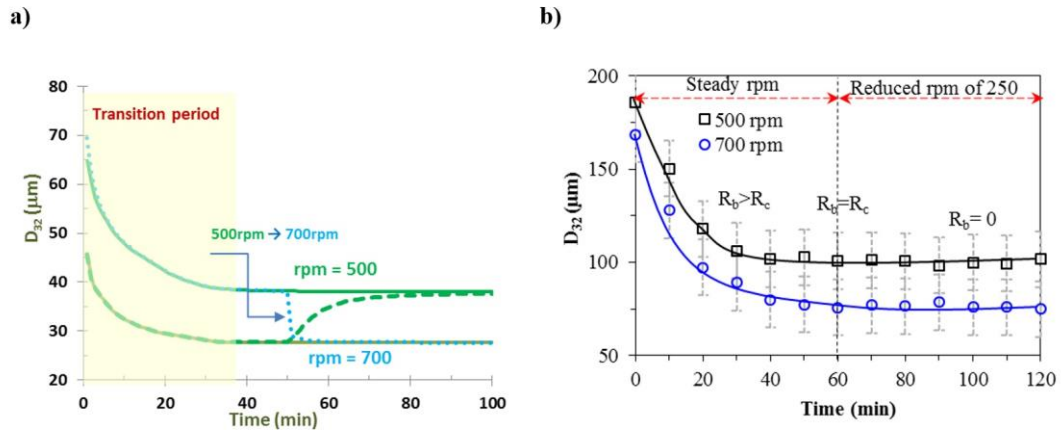 a)
80
70
60
50
40
30
20
D32 (µm)
Transition period
500rpm → 700rpm
rpm = 500
rpm = 700
0 20 40 60 80 100
Time (min)
b)
200
150
100
50
D32 (µm)
Steady rpm Reduced rpm of 250
500 rpm
700 rpm
Rb>Rc Rb=Rc Rb= 0
0 20 40 60 80 100 120
Time (min)